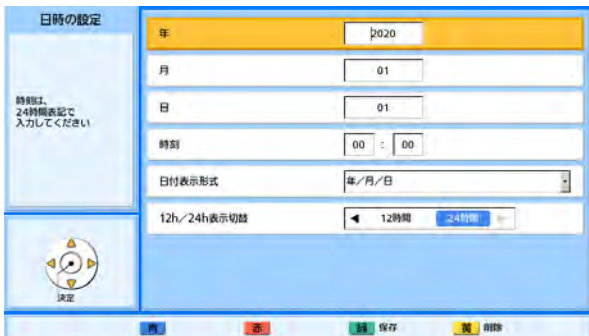 日時の設定
時刻は、
24時間表記で
入力してください
決定
年 2020
月 01
日 01
時刻 00 : 00
日付表示形式 年/月/日
12h/24h表示切替 12時間 24時間
青 赤 緑 保存 黄 削除